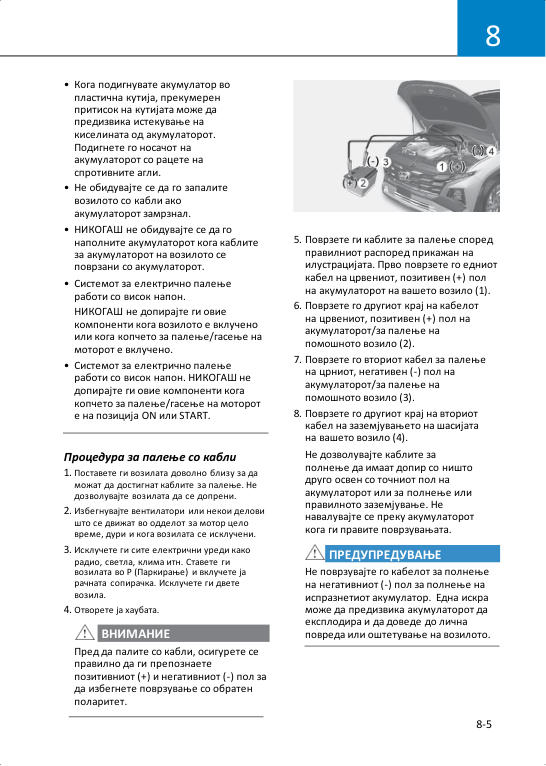 8
• Кога подигнувате акумулатор во
пластична кутија, прекумерен
притисок на кутијата може да
предизвика истекување на
киселината од акумулаторот.
Подигнете го носачот на
акумулаторот со рацете на
спротивните агли.
• Не обидувајте се да го запалите
возилото со кабли ако
акумулаторот замрзнал.
• НИКОГАШ не обидувајте се да го
наполните акумулаторот кога каблите
за акумулаторот на возилото се
поврзани со акумулаторот.
• Системот за електрично палење
работи со висок напон.
НИКОГАШ не допирајте ги овие
компоненти кога возилото е вклучено
или кога копчето за палење/гасење на
моторот е вклучено.
• Системот за електрично палење
работи со висок напон. НИКОГАШ не
допирајте ги овие компоненти кога
копчето за палење/гасење на моторот
е на позиција ON или START.
Процедура за палење со кабли
1. Поставете ги возилата доволно близу за да
можат да достигнат каблите за палење. Не
дозволувајте возилата да се допрени.
2. Избегнувајте вентилатори или некои делови
што се движат во одделот за мотор цело
време, дури и кога возилата се исклучени.
3. Исклучете ги сите електрични уреди како
радио, светла, клима итн. Ставете ги
возилата во P (Паркирање) и вклучете ја
рачната сопирачка. Исклучете ги двете
возила.
4. Отворете ја хаубата.
ВНИМАНИЕ
Пред да палите со кабли, осигурете се
правилно да ги препознаете
позитивниот (+) и негативниот (-) пол за
да избегнете поврзување со обратен
поларитет.
(-) 4
(-) 3
1 (+)
(+) 2
5. Поврзете ги каблите за палење според
правилниот распоред прикажан на
илустрацијата. Прво поврзете го едниот
кабел на црвениот, позитивен (+) пол
на акумулаторот на вашето возило (1).
6. Поврзете го другиот крај на кабелот
на црвениот, позитивен (+) пол на
акумулаторот/за палење на
помошното возило (2).
7. Поврзете го вториот кабел за палење
на црниот, негативен (-) пол на
акумулаторот/за палење на
помошното возило (3).
8. Поврзете го другиот крај на вториот
кабел на заземјувањето на шасијата
на вашето возило (4).
Не дозволувајте каблите за
полнење да имаат допир со ништо
друго освен со точниот пол на
акумулаторот или за полнење или
правилното заземјување. Не
навалувајте се преку акумулаторот
кога ги правите поврзувањата.
ПРЕДУПРЕДУВАЊЕ
Не поврзувајте го кабелот за полнење
на негативниот (-) пол за полнење на
испразнетиот акумулатор. Една искра
може да предизвика акумулаторот да
експлодира и да доведе до лична
повреда или оштетување на возилото.
8-5